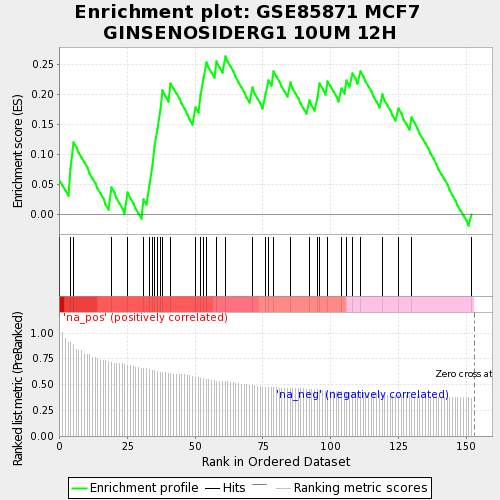 Enrichment plot: GSE85871 MCF7
GINSENOSIDERG1 10UM 12H
Enrichment score (ES)
0.25
0.20
0.15
0.10
0.05
0.00
'na_pos' (positively correlated)
Ranked list metric (PreRanked)
1.00
0.75
0.50
0.25
0.00
Zero cross at
'na_neg' (negatively correlated)
0 25 50 75 100 125 150
Rank in Ordered Dataset
Enrichment profile Hits Ranking metric scores